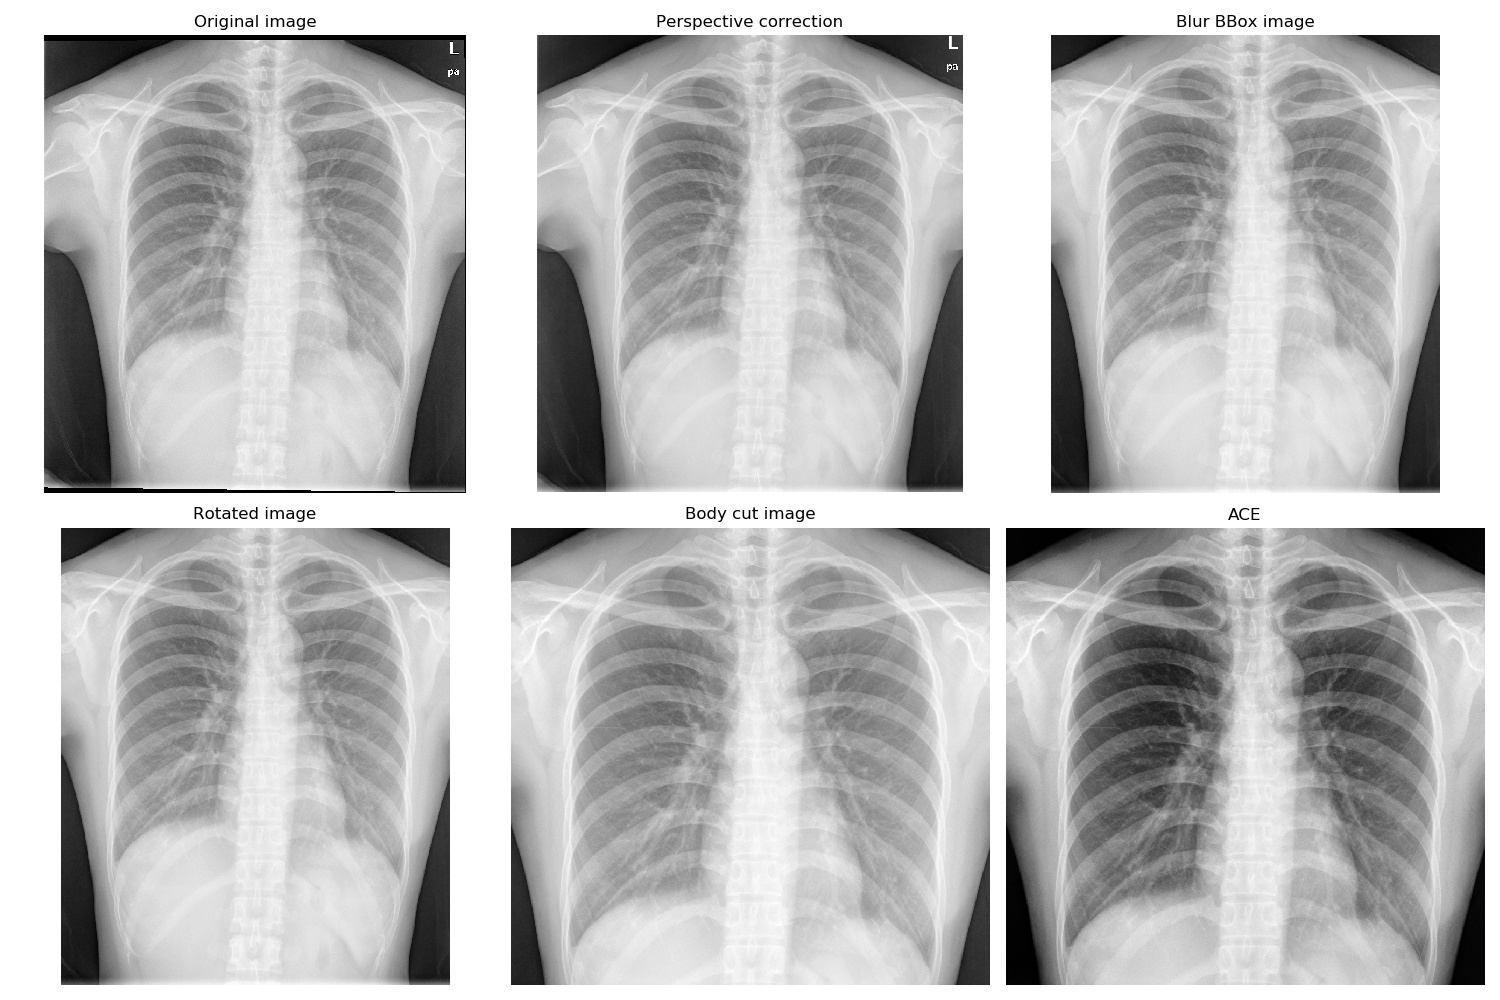 Original image
Perspective correction
Blur BBox image
L
pa
L
pa
Rotated image
Body cut image
ACE